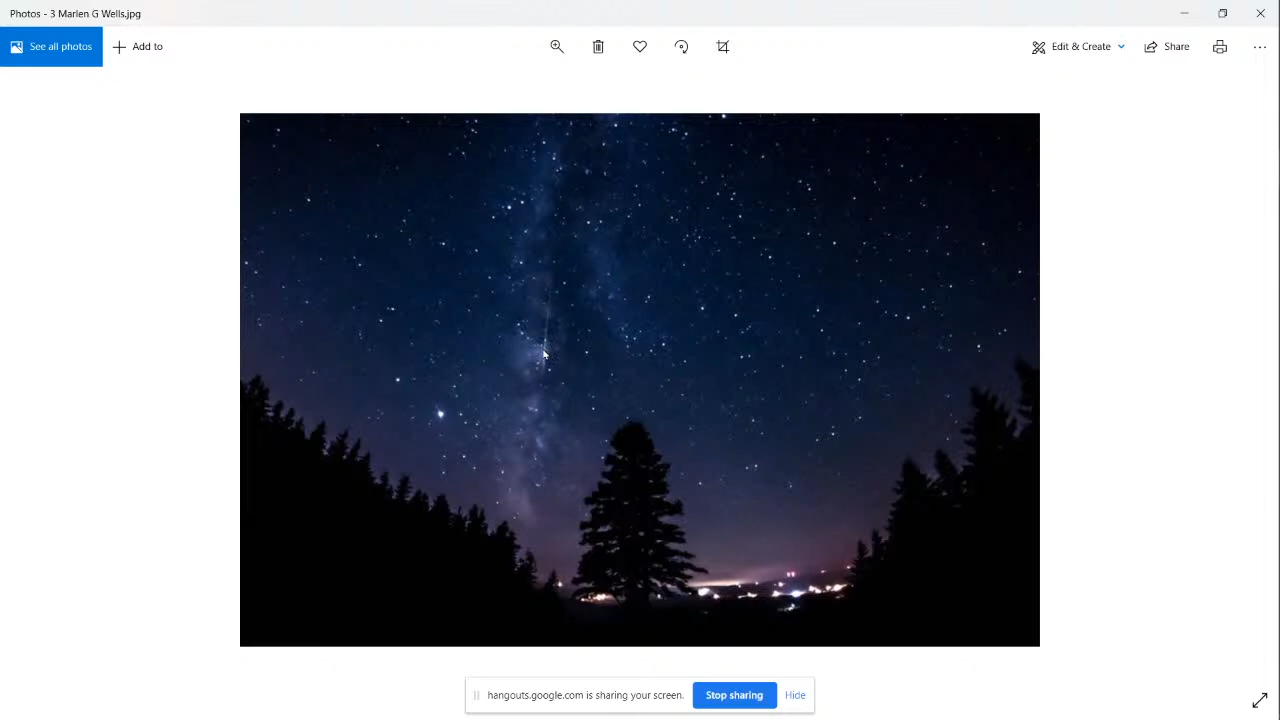 Photos - 3 Marlen G Wells.jpg
See all photos
Add to
Edit & Create
Share
hangouts.google.com is sharing your screen.
Stop sharing
Hide